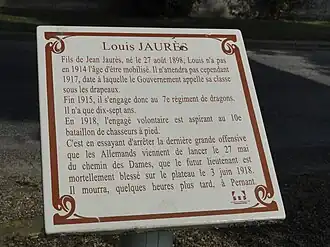 Louis JAURÈS
Fils de Jean Jaurès, né le 27 août 1898, Louis n'a pas
en 1914 l'âge d'être mobilisé. Il n'attendra pas cependant
1917, date à laquelle le Gouvernement appelle sa classe
sous les drapeaux.
Fin 1915, il s'engage donc au 7e régiment de dragons.
Il n'a que dix-sept ans.
En 1918, l'engagé volontaire est aspirant au 10e
bataillon de chasseurs à pied.
C'est en essayant d'arrêter la dernière grande offensive
que les Allemands viennent de lancer le 27 mai
du chemin des Dames, que le futur lieutenant est
mortellement blessé sur le plateau le 3 juin 1918.
Il mourra, quelques heures plus tard, à Pernant